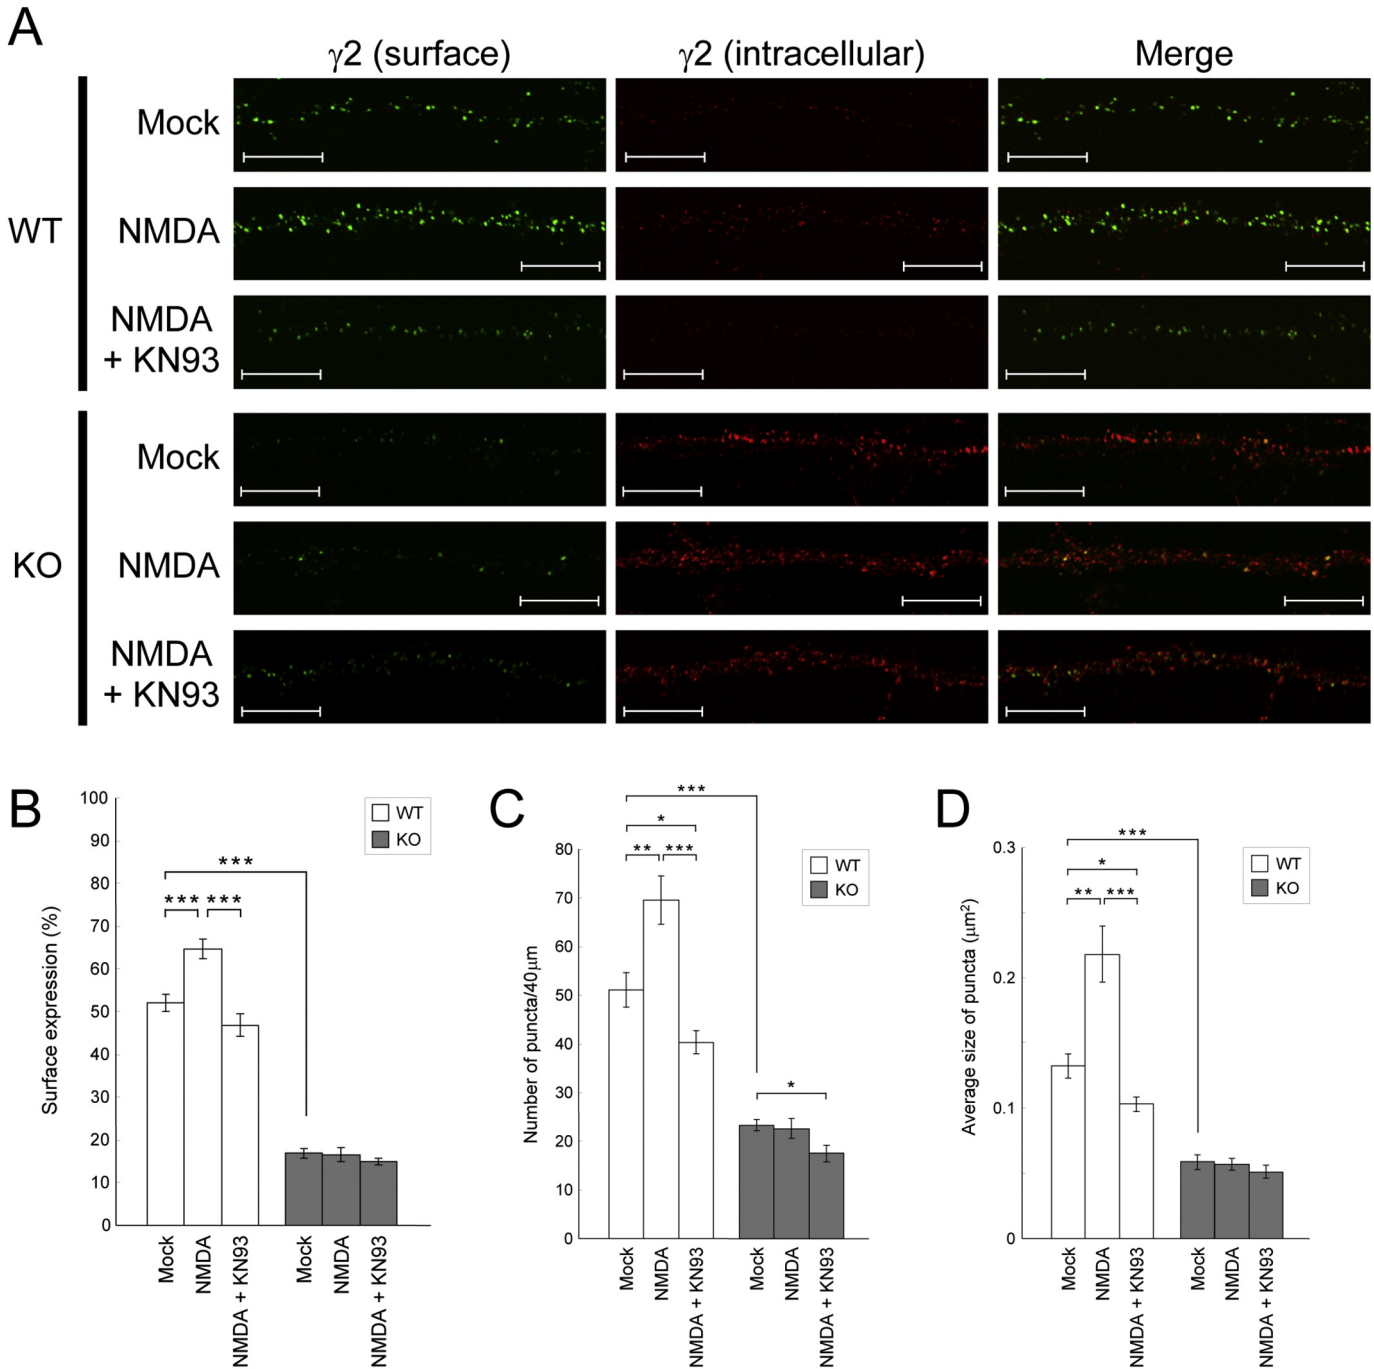 A
γ2 (surface)
γ2 (intracellular)
Merge
WT
Mock
NMDA
NMDA
+ KN93
KO
Mock
NMDA
NMDA
+ KN93
B
Surface expression (%)
100
90
80
70
60
50
40
30
20
10
0
WT
KO
***
*** ***
Mock
NMDA
NMDA + KN93
Mock
NMDA
NMDA + KN93
C
Number of puncta/40μm
80
70
60
50
40
30
20
10
0
WT
KO
***
*
** ***
*
Mock
NMDA
NMDA + KN93
Mock
NMDA
NMDA + KN93
D
Average size of puncta (μm²)
0.3
0.2
0.1
0
WT
KO
***
*
** ***
Mock
NMDA
NMDA + KN93
Mock
NMDA
NMDA + KN93